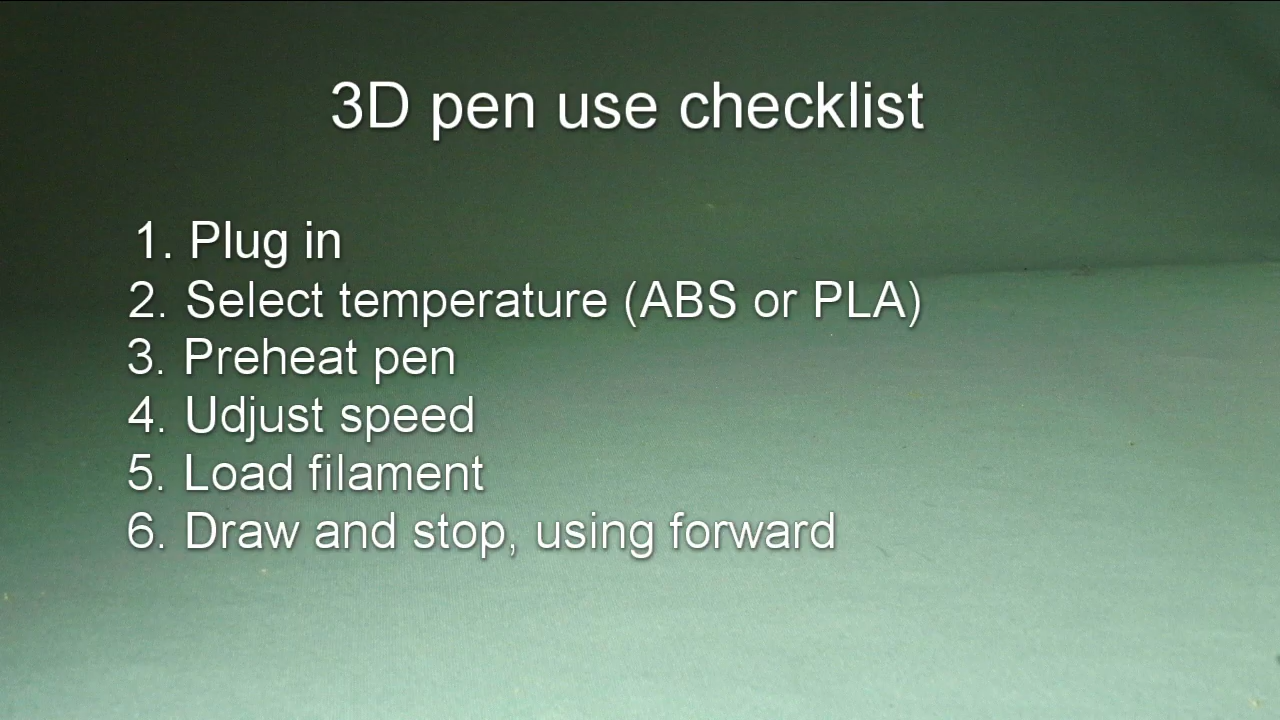 3D pen use checklist
1. Plug in
2. Select temperature (ABS or PLA)
3. Preheat pen
4. Udjust speed
5. Load filament
6. Draw and stop, using forward